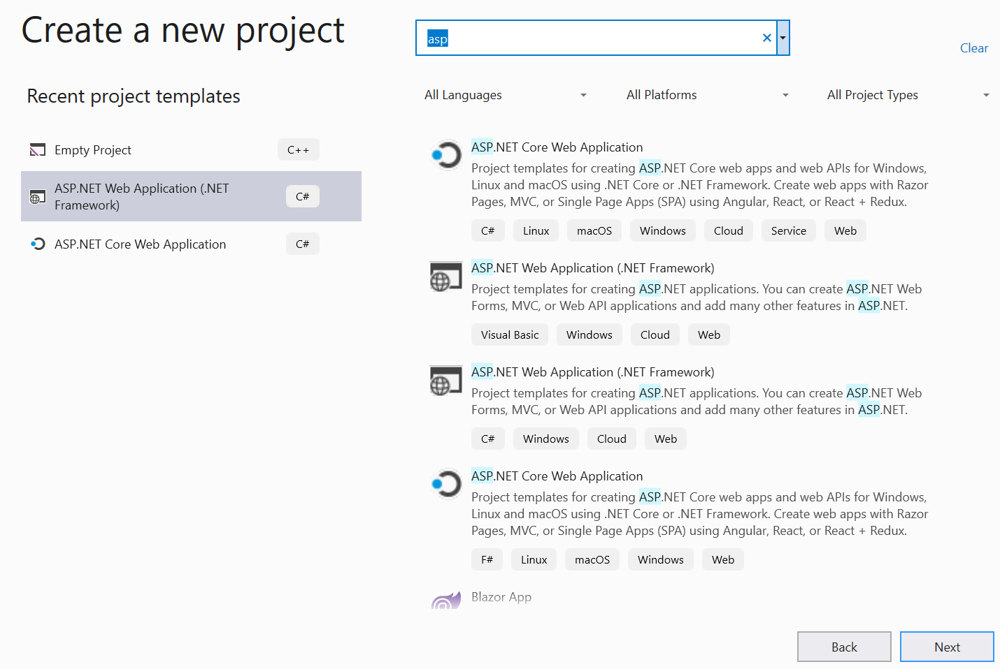 Create a new project
asp
Clear
Recent project templates
All Languages
All Platforms
All Project Types
Empty Project
C++
ASP.NET Web Application (.NET
Framework)
C#
ASP.NET Core Web Application
C#
ASP.NET Core Web Application
Project templates for creating ASP.NET Core web apps and web APIs for Windows,
Linux and macOS using .NET Core or .NET Framework. Create web apps with Razor
Pages, MVC, or Single Page Apps (SPA) using Angular, React, or React + Redux.
C# Linux macOS Windows Cloud Service Web
ASP.NET Web Application (.NET Framework)
Project templates for creating ASP.NET applications. You can create ASP.NET Web
Forms, MVC, or Web API applications and add many other features in ASP.NET.
Visual Basic Windows Cloud Web
ASP.NET Web Application (.NET Framework)
Project templates for creating ASP.NET applications. You can create ASP.NET Web
Forms, MVC, or Web API applications and add many other features in ASP.NET.
C# Windows Cloud Web
ASP.NET Core Web Application
Project templates for creating ASP.NET Core web apps and web APIs for Windows,
Linux and macOS using .NET Core or .NET Framework. Create web apps with Razor
Pages, MVC, or Single Page Apps (SPA) using Angular, React, or React + Redux.
F# Linux macOS Windows Web
Blazor App
Back
Next